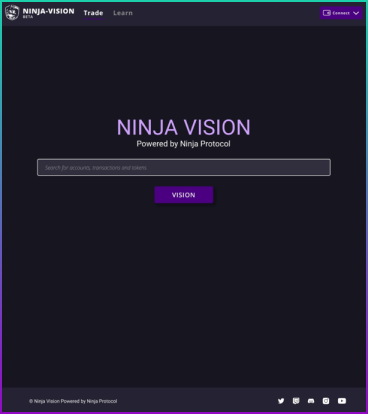 NINJA-VISION
BETA
Trade
Learn
Connect
NINJA VISION
Powered by Ninja Protocol
Search for accounts, transactions and tokens
VISION
© Ninja Vision Powered by Ninja Protocol